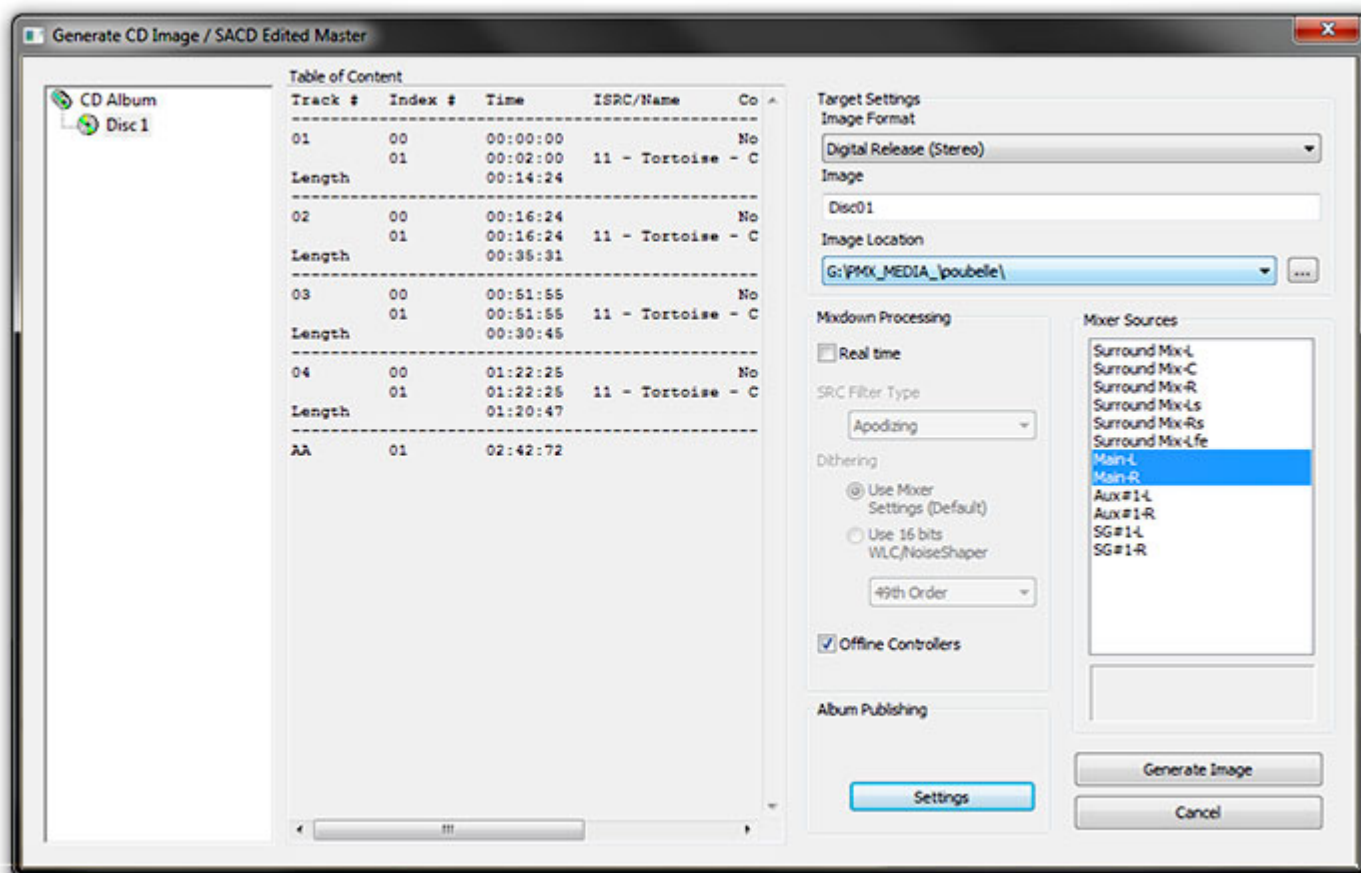 Generate CD Image / SACD Edited Master
CD Album
Disc 1
Table of Content
Track # Index # Time ISRC/Name Co
01 00 00:00:00 No
01 00:02:00 11 - Tortoise - C
Length 00:14:24
02 00 00:16:24 No
01 00:16:24 11 - Tortoise - C
Length 00:35:31
03 00 00:51:55 No
01 00:51:55 11 - Tortoise - C
Length 00:30:45
04 00 01:22:25 No
01 01:22:25 11 - Tortoise - C
Length 01:20:47
AA 01 02:42:72
Target Settings
Image Format
Digital Release (Stereo)
Image
Disc01
Image Location
G:\PMX_MEDIA_\poubelle\
...
Mixdown Processing
Real time
SRC Filter Type
Apodizing
Dithering
Use Mixer
Settings (Default)
Use 16 bits
WLC/NoiseShaper
49th Order
Offline Controllers
Album Publishing
Settings
Mixer Sources
Surround Mix-L
Surround Mix-C
Surround Mix-R
Surround Mix-Ls
Surround Mix-Rs
Surround Mix-Lfe
Main-L
Main-R
Aux#1-L
Aux#1-R
SG#1-L
SG#1-R
Generate Image
Cancel